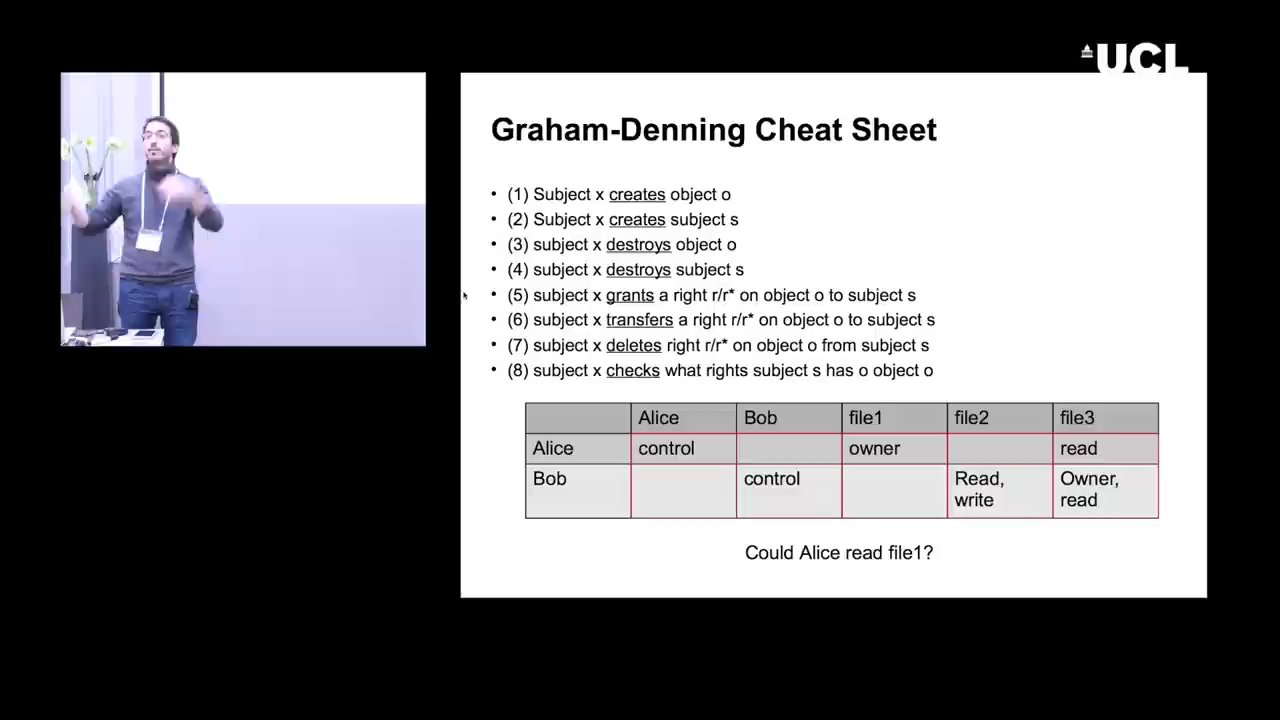 UCL
Graham-Denning Cheat Sheet
• (1) Subject x creates object o
• (2) Subject x creates subject s
• (3) subject x destroys object o
• (4) subject x destroys subject s
• (5) subject x grants a right r/r* on object o to subject s
• (6) subject x transfers a right r/r* on object o to subject s
• (7) subject x deletes right r/r* on object o from subject s
• (8) subject x checks what rights subject s has o object o
Alice Bob file1 file2 file3
Alice control owner read
Bob control Read, write Owner, read
Could Alice read file1?